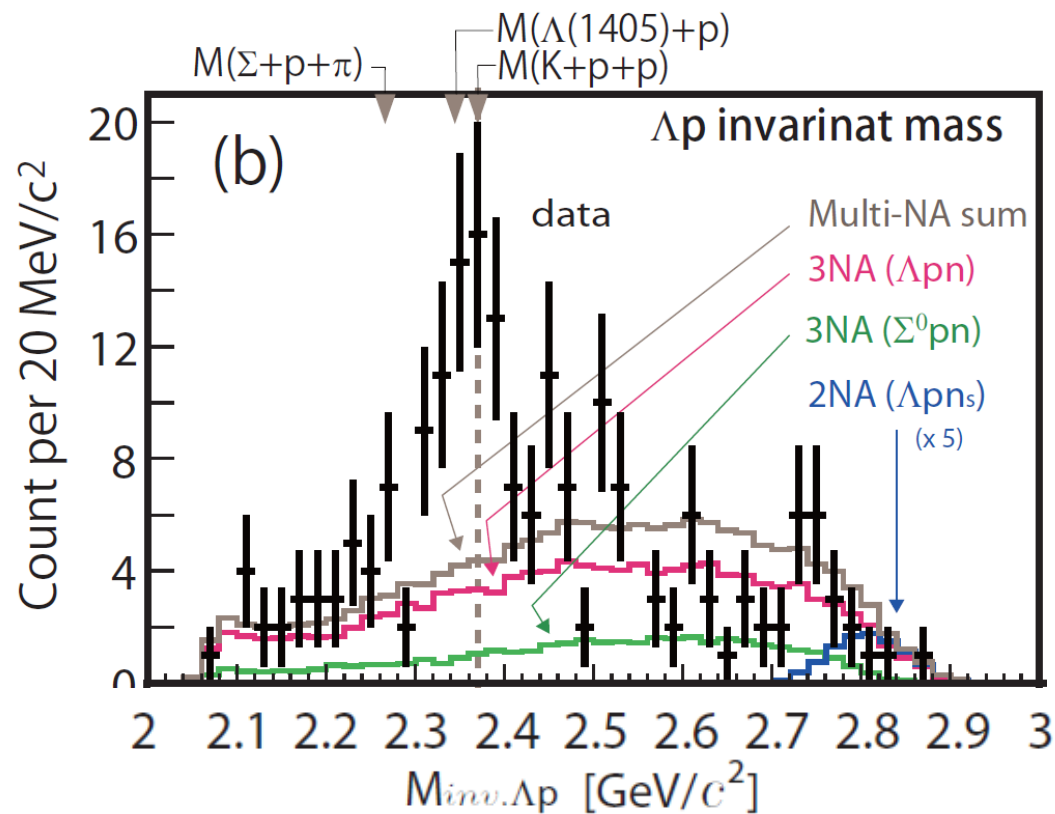 M(Λ(1405)+p)
M(Σ+p+π)
M(K+p+p)
Λp invarinat mass
(b)
data
Multi-NA sum
3NA (Λpn)
3NA (Σ⁰pn)
2NA (Λpnₛ)
(x 5)
Count per 20 MeV/c²
20
16
12
8
4
0
2 2.1 2.2 2.3 2.4 2.5 2.6 2.7 2.8 2.9 3
Minv.Λp [GeV/c²]